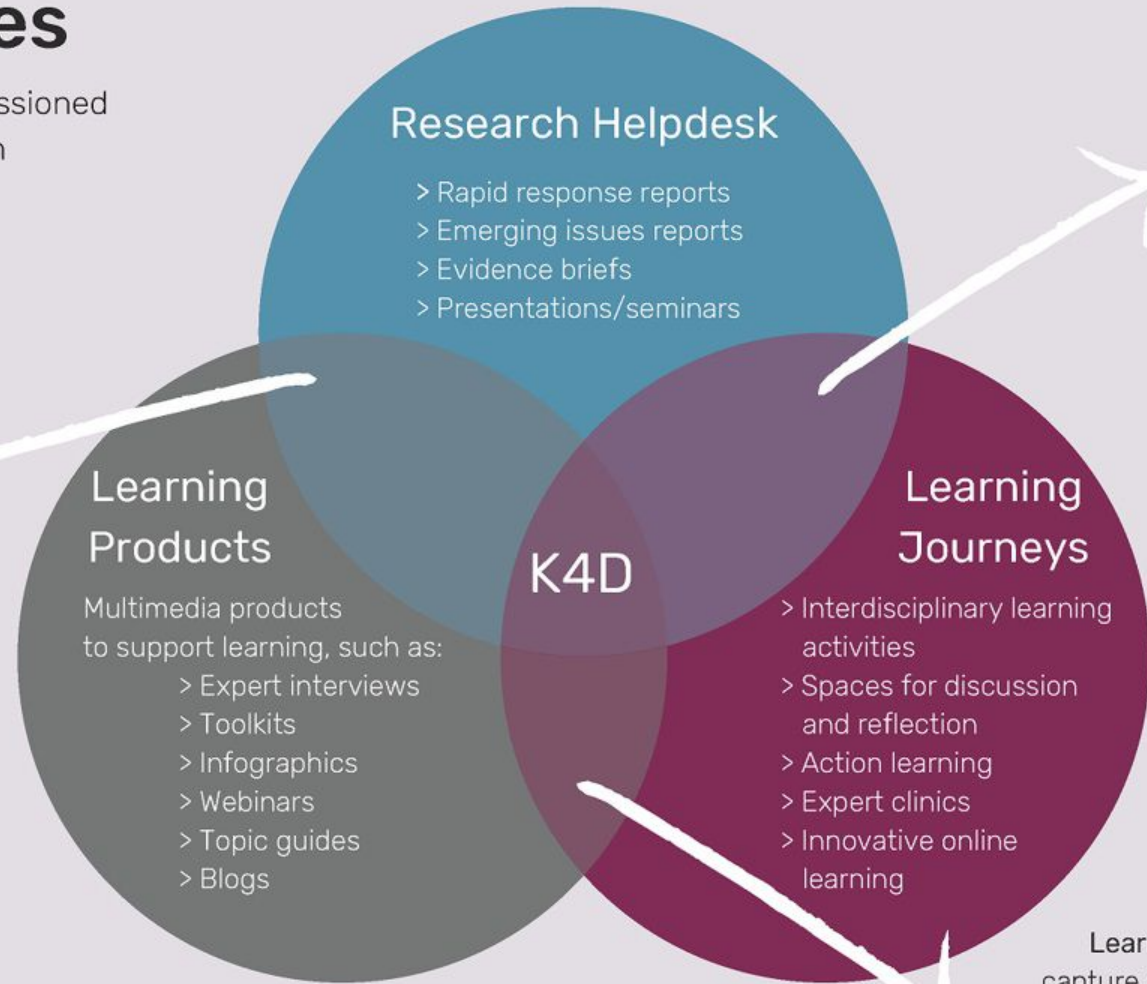 es
ssioned
n
Research Helpdesk
> Rapid response reports
> Emerging issues reports
> Evidence briefs
> Presentations/seminars
Learning
Products
Multimedia products
to support learning, such as:
> Expert interviews
> Toolkits
> Infographics
> Webinars
> Topic guides
> Blogs
K4D
Learning
Journeys
> Interdisciplinary learning
activities
> Spaces for discussion
and reflection
> Action learning
> Expert clinics
> Innovative online
learning
Lear
capture